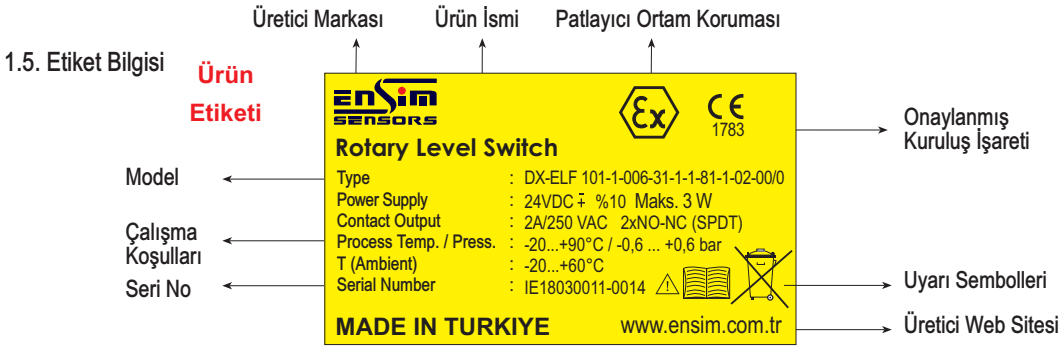 Üretici Markası Ürün İsmi Patlayıcı Ortam Koruması
1.5. Etiket Bilgisi
Ürün
Etiketi
ENSİM
SENSORS
Ex
CE
1783
Onaylanmış
Kuruluş İşareti
Rotary Level Switch
Model
Type : DX-ELF 101-1-006-31-1-1-81-1-02-00/0
Power Supply : 24VDC ∓ %10 Maks. 3 W
Contact Output : 2A/250 VAC 2xNO-NC (SPDT)
Çalışma
Koşulları
Process Temp. / Press. : -20...+90°C / -0,6 ... +0,6 bar
T (Ambient) : -20...+60°C
Seri No
Serial Number : IE18030011-0014
Uyarı Sembolleri
MADE IN TURKIYE www.ensim.com.tr
Üretici Web Sitesi